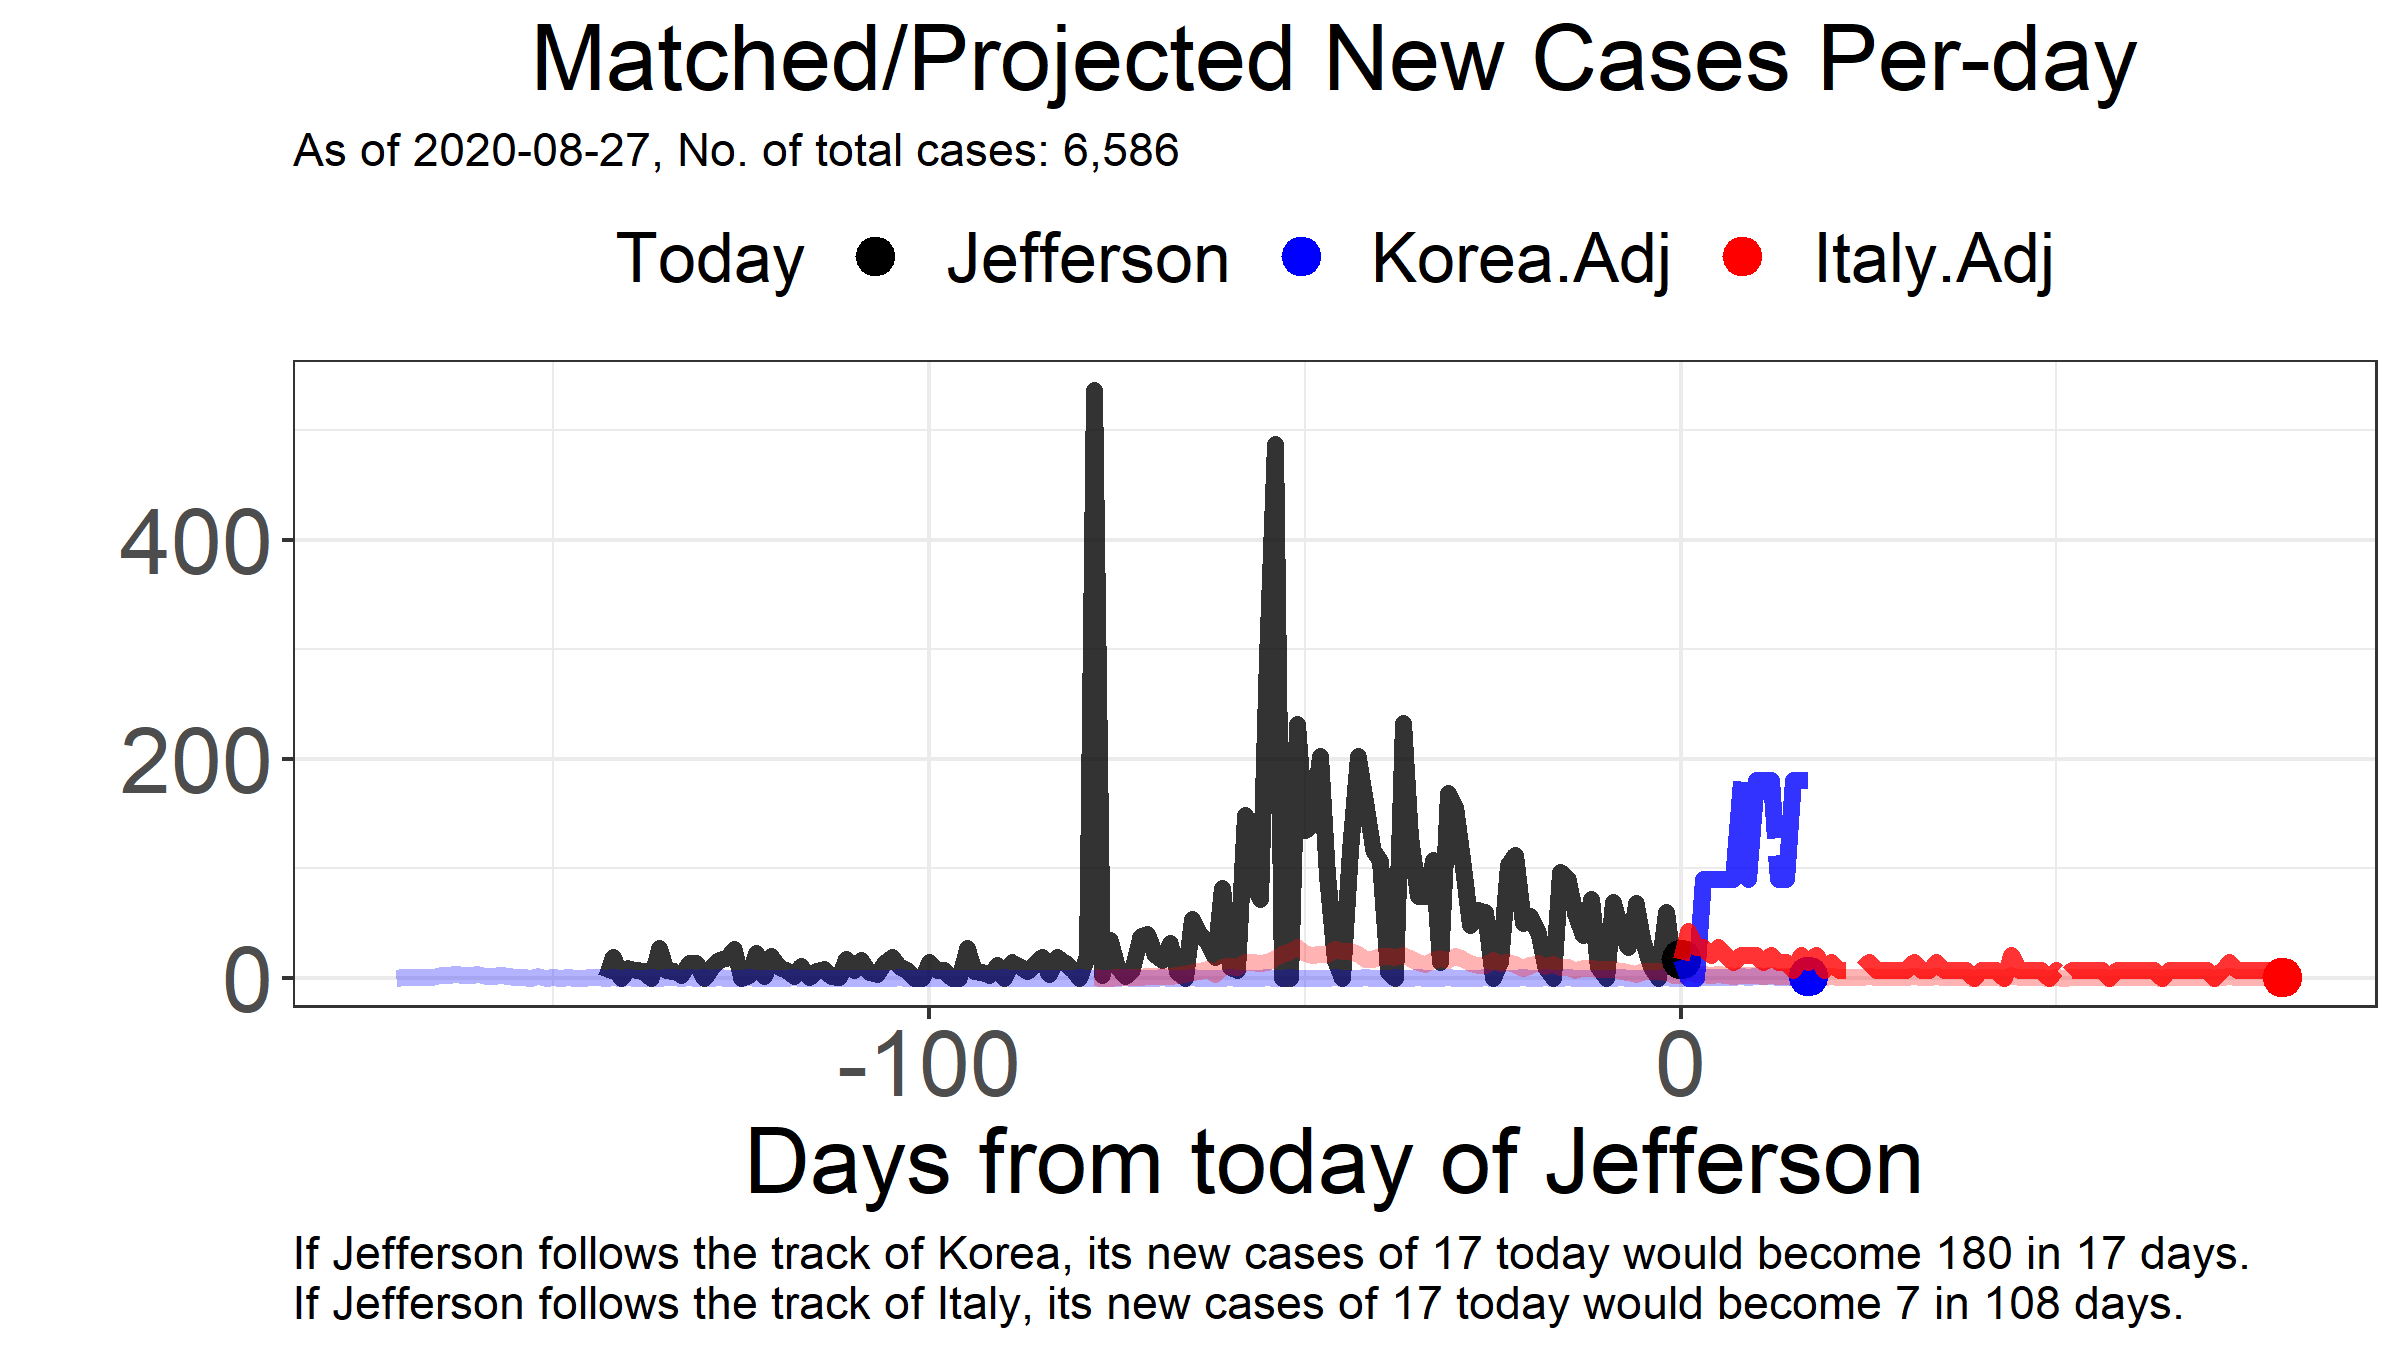 Matched/Projected New Cases Per-day
As of 2020-08-27, No. of total cases: 6,586
Today Jefferson Korea.Adj Italy.Adj
400
200
0
-100 0
Days from today of Jefferson
If Jefferson follows the track of Korea, its new cases of 17 today would become 180 in 17 days.
If Jefferson follows the track of Italy, its new cases of 17 today would become 7 in 108 days.